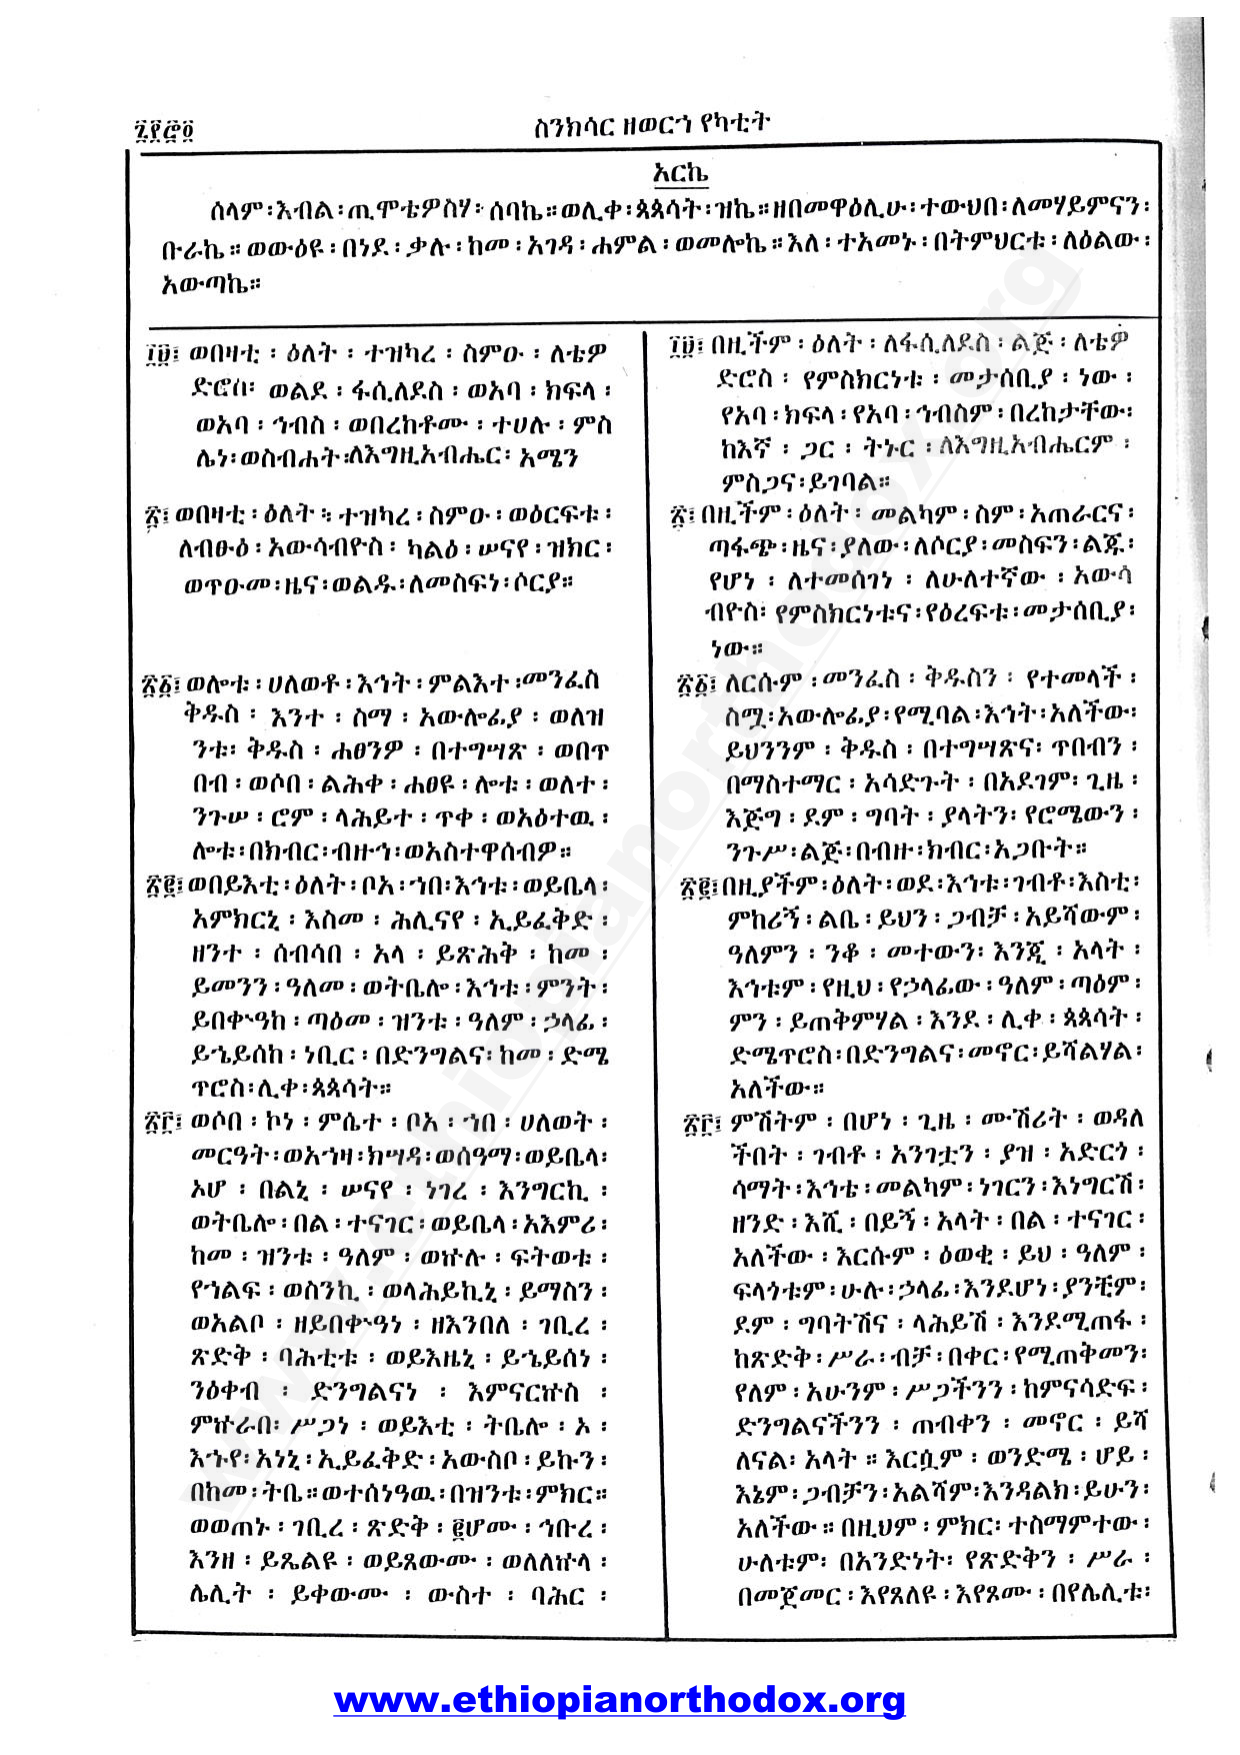 ፯፻፸፬
ስንክሳር ዘወርኀ የካቲት
አርኬ
ሰላም፡እብል፡ጢሞቴዎስሃ፡ሰባኬ። ወሊቀ፡ጳጳሳት፡ዝኬ። ዘበመዋዕሊሁ፡ተውህበ፡ለመሃይምናን፡
ቡራኬ። ወውዕዩ፡በነደ፡ቃሉ፡ከመ፡አገዳ፡ሐምል፡ወመሎኬ። እለ፡ተአመኑ፡በትምህርቱ፡ለዕልው፡
አውጣኬ።
፲፱፤ ወበዛቲ፡ዕለት፡ተዝካረ፡ስምዑ፡ለቴዎ
ድሮስ፡ወልደ፡ፋሲለደስ፡ወአባ፡ክፍላ፡
ወአባ፡ኅብስ፡ወበረከቶሙ፡ተሀሉ፡ምስ
ሌነ፡ወስብሐት፡ለእግዚአብሔር፡አሜን
፳፤ ወበዛቲ፡ዕለት፡ተዝካረ፡ስምዑ፡ወዕርፍቱ፡
ለብፁዕ፡አውሳብዮስ፡ካልዕ፡ሠናየ፡ዝክር፡
ወጥዑመ፡ዜና፡ወልዱ፡ለመስፍነ፡ሶርያ።
፳፩፤ ወሎቱ፡ሀለወቶ፡እኅት፡ምልእተ፡መንፈስ
ቅዱስ፡እንተ፡ስማ፡አውሎፊያ፡ወለዝ
ንቱ፡ቅዱስ፡ሐፀንዎ፡በተግሣጽ፡ወበጥ
በብ፡ወሶበ፡ልሕቀ፡ሐፀዩ፡ሎቱ፡ወለተ፡
ንጉሠ፡ሮም፡ላሕይተ፡ጥቀ፡ወአዕተዉ፡
ሎቱ፡በክብር፡ብዙኅ፡ወአስተዋሰብዎ።
፳፪፤ ወበይእቲ፡ዕለት፡ቦአ፡ኀበ፡እኅቱ፡ወይቤላ፡
አምክርኒ፡እስመ፡ሕሊናየ፡ኢይፈቅድ፡
ዘንተ፡ሰብሳበ፡አላ፡ይጽሕቅ፡ከመ፡
ይመንን፡ዓለመ፡ወትቤሎ፡እኅቱ፡ምንት፡
ይበቍዓከ፡ጣዕመ፡ዝንቱ፡ዓለም፡ኃላፊ፡
ይኄይሰከ፡ነቢር፡በድንግልና፡ከመ፡ድሜ
ጥሮስ፡ሊቀ፡ጳጳሳት።
፳፫፤ ወሶበ፡ኮነ፡ምሴተ፡ቦአ፡ኀበ፡ሀለወት፡
መርዓት፡ወአኀዛ፡ክሣዳ፡ወሰዓማ፡ወይቤላ፡
ኦሆ፡በልኒ፡ሠናየ፡ነገረ፡እንግርኪ፡
ወትቤሎ፡በል፡ተናገር፡ወይቤላ፡አእምሪ፡
ከመ፡ዝንቱ፡ዓለም፡ወኵሉ፡ፍትወቱ፡
የኀልፍ፡ወስንኪ፡ወላሕይኪኒ፡ይማስን፡
ወአልቦ፡ዘይበቍዓነ፡ዘእንበለ፡ገቢረ፡
ጽድቅ፡ባሕቲቱ፡ወይእዜኒ፡ይኄይሰነ፡
ንዕቀብ፡ድንግልናነ፡እምናርኵስ፡
ምኵራበ፡ሥጋነ፡ወይእቲ፡ትቤሎ፡ኦ፡
እኁየ፡አነኒ፡ኢይፈቅድ፡አውስቦ፡ይኩን፡
በከመ፡ትቤ። ወተሰነዓዉ፡በዝንቱ፡ምክር።
ወወጠኑ፡ገቢረ፡ጽድቅ፡፪ሆሙ፡ኅቡረ፡
እንዘ፡ይጼልዩ፡ወይጸውሙ፡ወለለኵላ፡
ሌሊት፡ይቀውሙ፡ውስተ፡ባሕር፡
፲፱፤ በዚችም፡ዕለት፡ለፋሲለደስ፡ልጅ፡ለቴዎ
ድሮስ፡የምስክርነቱ፡መታሰቢያ፡ነው፡
የአባ፡ክፍላ፡የአባ፡ኅብስም፡በረከታቸው፡
ከእኛ፡ጋር፡ትኑር፡ለእግዚአብሔርም፡
ምስጋና፡ይገባል።
፳፤ በዚችም፡ዕለት፡መልካም፡ስም፡አጠራርና፡
ጣፋጭ፡ዜና፡ያለው፡ለሶርያ፡መስፍን፡ልጁ፡
የሆነ፡ለተመሰገነ፡ለሁለተኛው፡አውሳ
ብዮስ፡የምስክርነቱና፡የዕረፍቱ፡መታሰቢያ፡
ነው።
፳፩፤ ለርሱም፡መንፈስ፡ቅዱስን፡የተመላች፡
ስሟ፡አውሎፊያ፡የሚባል፡እኅት፡አለችው፡
ይህንንም፡ቅዱስ፡በተግሣጽና፡ጥበብን፡
በማስተማር፡አሳድጉት፡በአደገም፡ጊዜ፡
እጅግ፡ደም፡ግባት፡ያላትን፡የሮሜውን፡
ንጉሥ፡ልጅ፡በብዙ፡ክብር፡አጋቡት።
፳፪፤ በዚያችም፡ዕለት፡ወደ፡እኅቱ፡ገብቶ፡እስቲ፡
ምከሪኝ፡ልቤ፡ይህን፡ጋብቻ፡አይሻውም፡
ዓለምን፡ንቆ፡መተውን፡እንጂ፡አላት፡
እኅቱም፡የዚህ፡የኃላፊው፡ዓለም፡ጣዕም፡
ምን፡ይጠቅምሃል፡እንደ፡ሊቀ፡ጳጳሳት፡
ድሜጥሮስ፡በድንግልና፡መኖር፡ይሻልሃል፡
አለችው።
፳፫፤ ምሽትም፡በሆነ፡ጊዜ፡ሙሽሪት፡ወዳለ
ችበት፡ገብቶ፡አንገቷን፡ያዝ፡አድርጎ፡
ሳማት፡እኅቴ፡መልካም፡ነገርን፡እነግርሽ፡
ዘንድ፡እሺ፡በይኝ፡አላት፡በል፡ተናገር፡
አለችው፡እርሱም፡ዕወቂ፡ይህ፡ዓለም፡
ፍላጎቱም፡ሁሉ፡ኃላፊ፡እንደሆነ፡ያንቺም፡
ደም፡ግባትሽና፡ላሕይሽ፡እንደሚጠፋ፡
ከጽድቅ፡ሥራ፡ብቻ፡በቀር፡የሚጠቅመን፡
የለም፡አሁንም፡ሥጋችንን፡ከምናሳድፍ፡
ድንግልናችንን፡ጠብቀን፡መኖር፡ይሻ
ለናል፡አላት። እርሷም፡ወንድሜ፡ሆይ፡
እኔም፡ጋብቻን፡አልሻም፡እንዳልክ፡ይሁን፡
አለችው። በዚህም፡ምክር፡ተስማምተው፡
ሁለቱም፡በአንድነት፡የጽድቅን፡ሥራ፡
በመጀመር፡እየጸለዩ፡እየጾሙ፡በየሌሊቱ፡
www.ethiopianorthodox.org